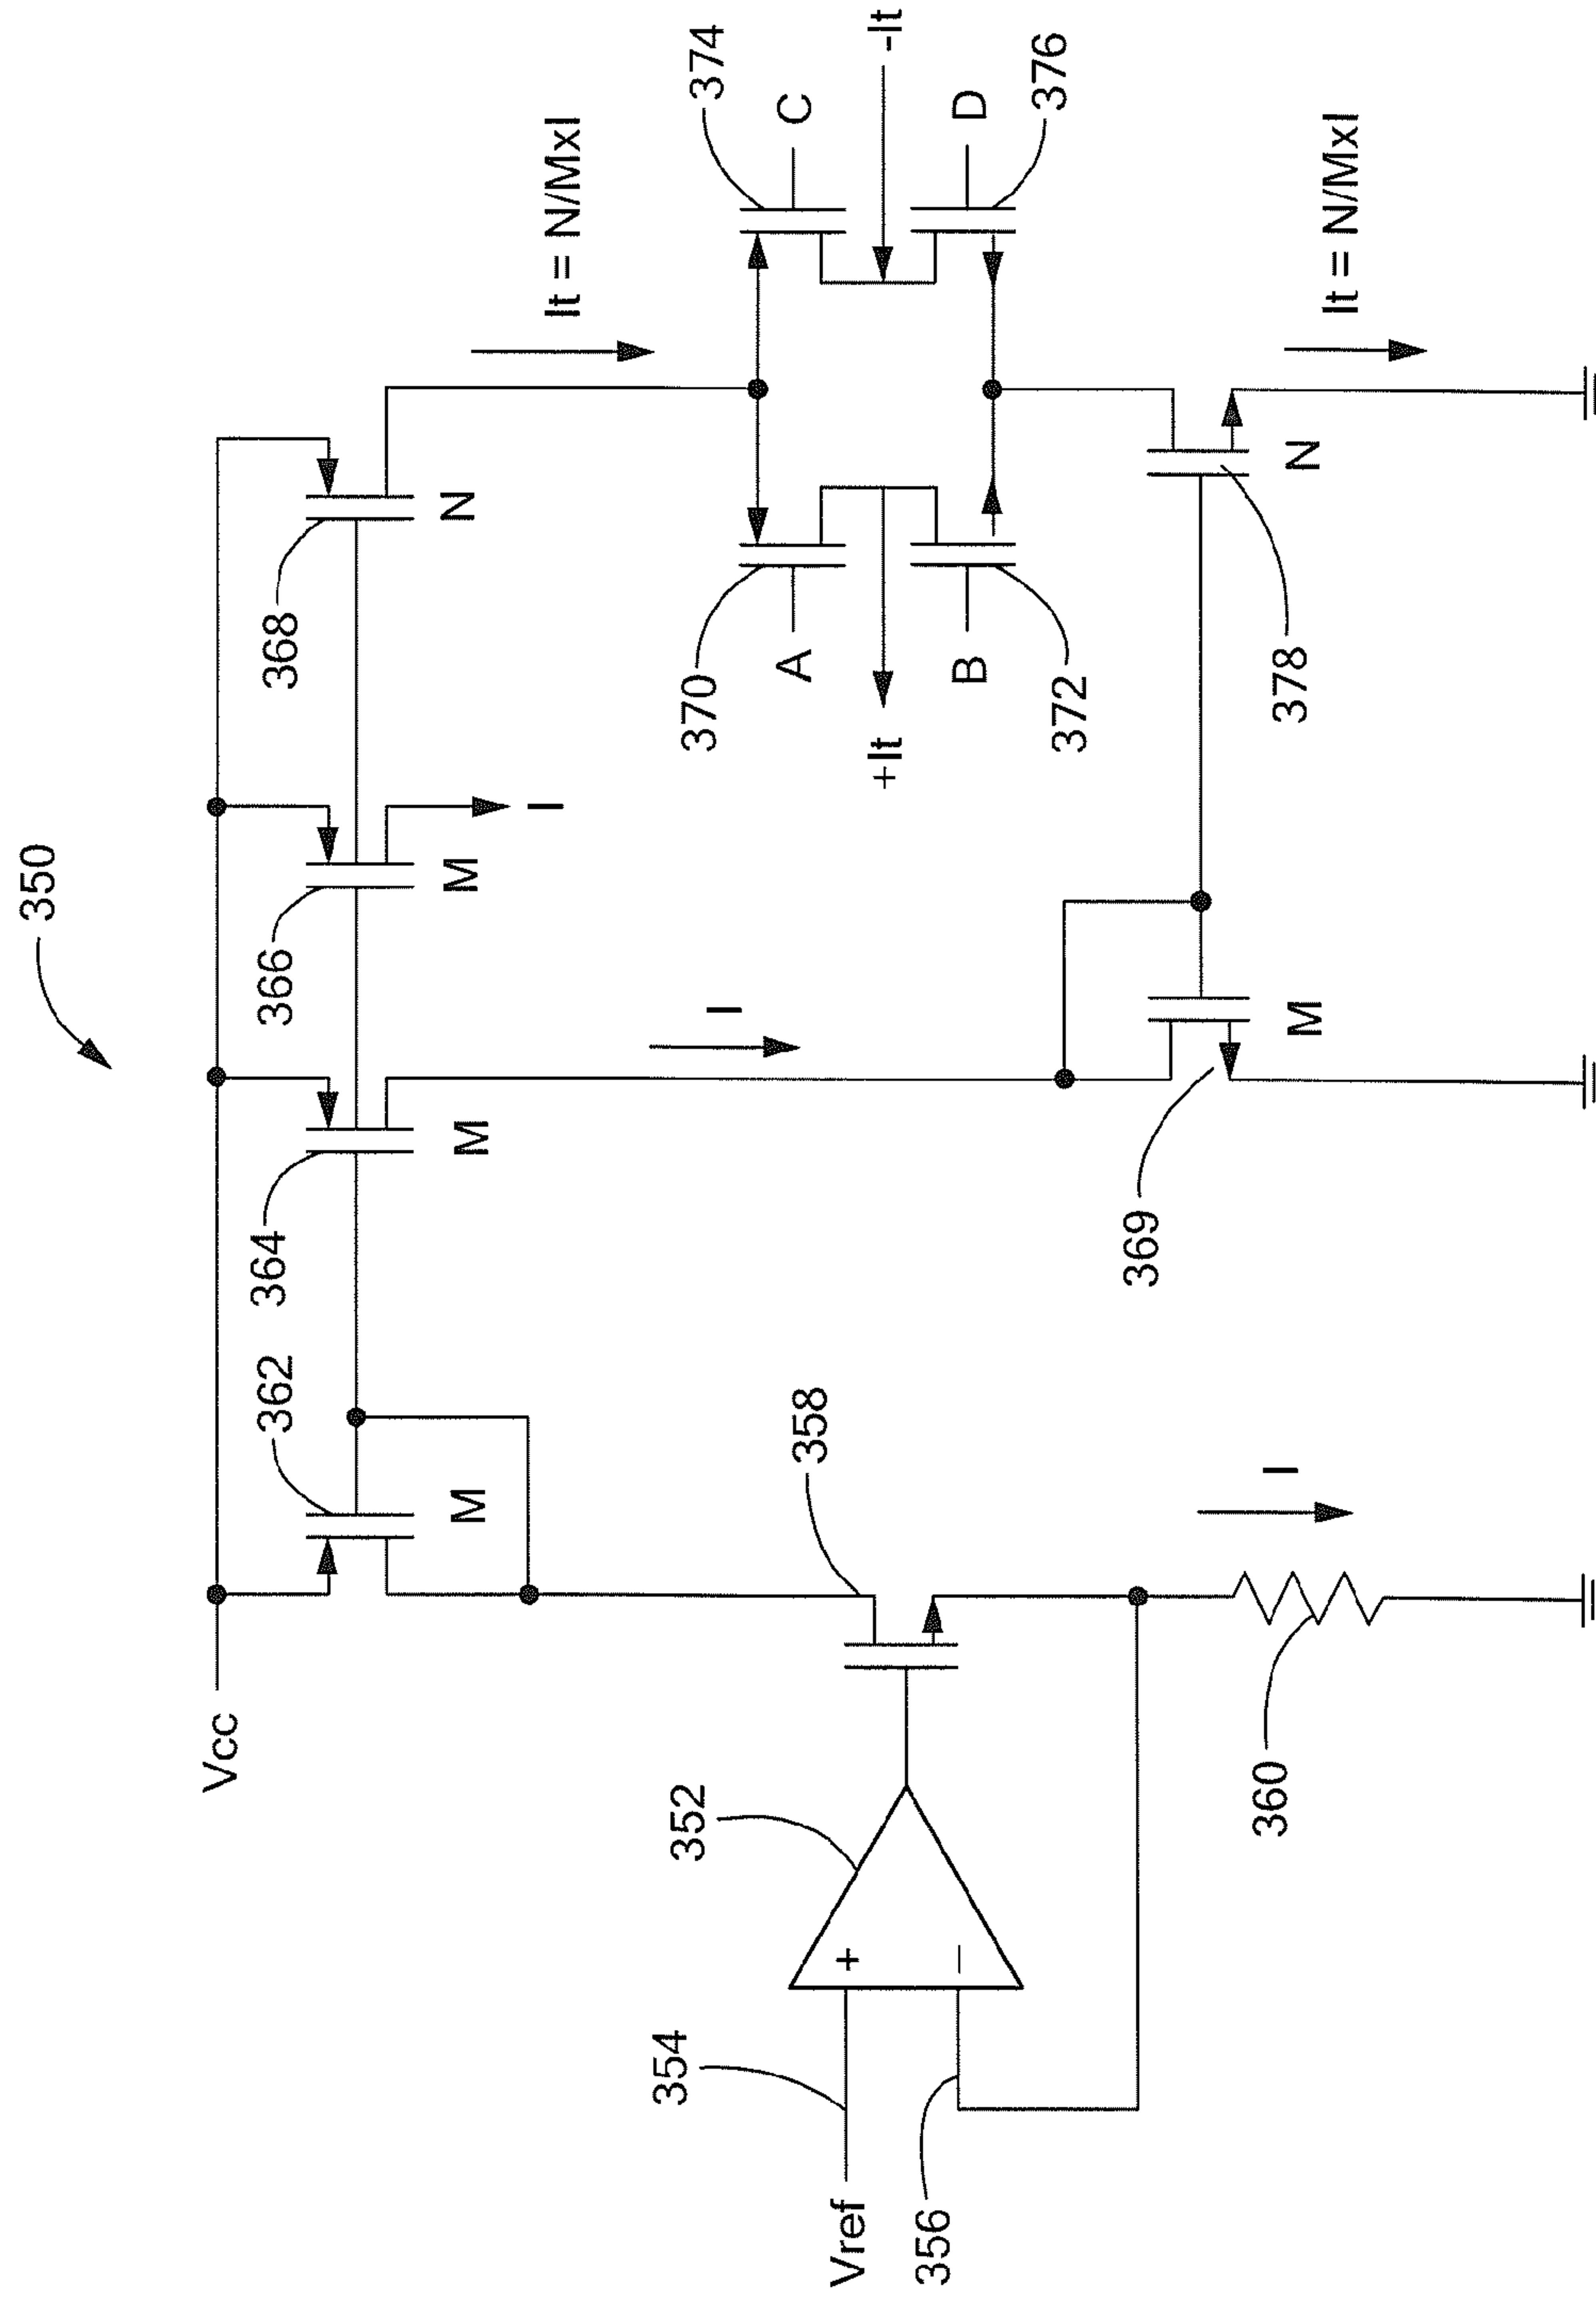 350
Vcc
362
364
366
368
M
M
M
N
I
It = N/MxI
354
352
I
370
374
A
C
358
Vref
+
+It
-It
356
–
B
D
372
376
369
360
I
378
M
N
It = N/MxI